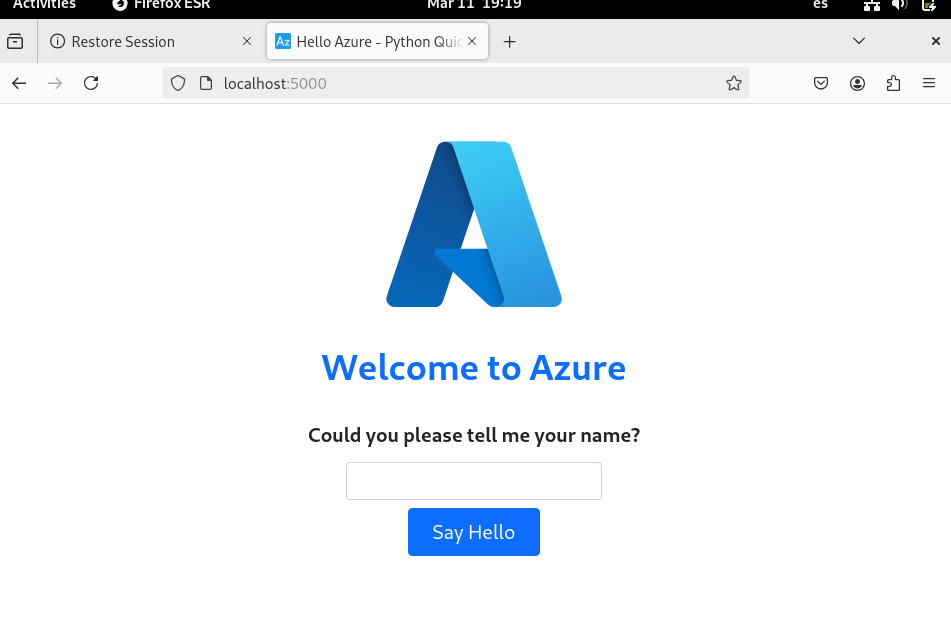 Activities Firefox ESR Mar 11 19:19 es
Restore Session Hello Azure - Python Quic
localhost:5000
Welcome to Azure
Could you please tell me your name?
Say Hello